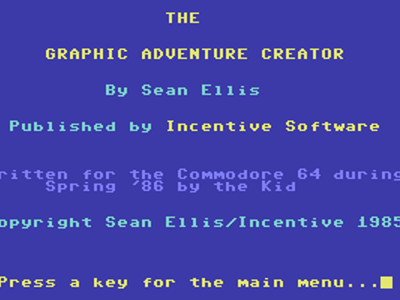 THE
GRAPHIC ADVENTURE CREATOR
By Sean Ellis
Published by Incentive Software
ritten for the Commodore 64 during
Spring '86 by the Kid
opyright Sean Ellis/Incentive 1985
Press a key for the main menu...